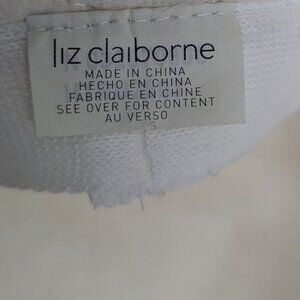 liz claiborne
MADE IN CHINA
HECHO EN CHINA
FABRIQUE EN CHINE
SEE OVER FOR CONTENT
AU VERSO